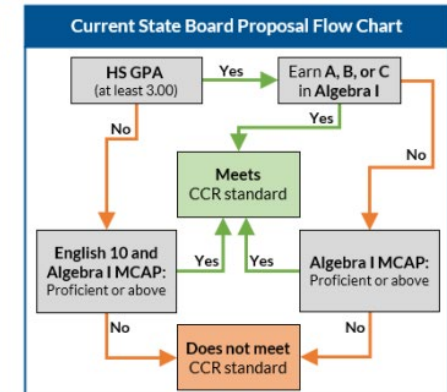 Current State Board Proposal Flow Chart
HS GPA
(at least 3.00)
Yes
Earn A, B, or C
in Algebra I
No
Yes
No
Meets
CCR standard
English 10 and
Algebra I MCAP:
Proficient or above
Yes
Yes
Algebra I MCAP:
Proficient or above
No
No
Does not meet
CCR standard